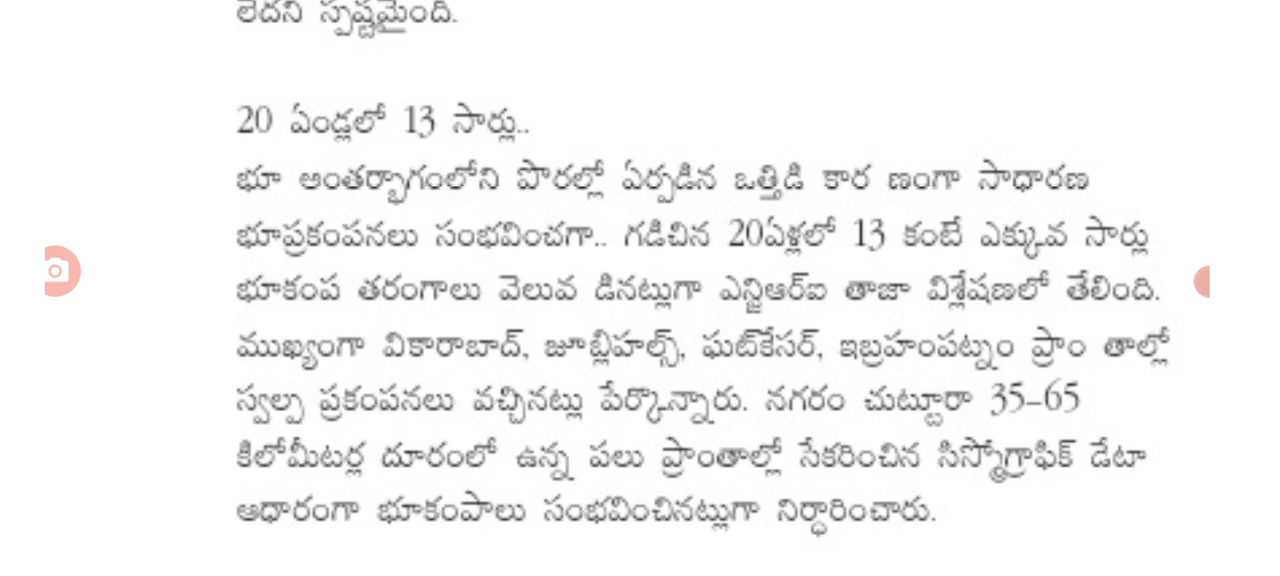 లేదని స్పష్టమైంది.
20 ఏండ్లలో 13 సార్లు..
భూ అంతర్భాగంలోని పొరల్లో ఏర్పడిన ఒత్తిడి కార ణంగా సాధారణ
భూప్రకంపనలు సంభవించగా.. గడిచిన 20ఏళ్లలో 13 కంటే ఎక్కువ సార్లు
భూకంప తరంగాలు వెలువ డినట్లుగా ఎన్జిఆర్ఐ తాజా విశ్లేషణలో తేలింది.
ముఖ్యంగా వికారాబాద్, జూబ్లీహల్స్, ఘట్‌కేసర్, ఇబ్రహంపట్నం ప్రాం తాల్లో
స్వల్ప ప్రకంపనలు వచ్చినట్లు పేర్కొన్నారు. నగరం చుట్టూరా 35–65
కిలోమీటర్ల దూరంలో ఉన్న పలు ప్రాంతాల్లో సేకరించిన సిస్మోగ్రాఫిక్ డేటా
ఆధారంగా భూకంపాలు సంభవించినట్లుగా నిర్ధారించారు.